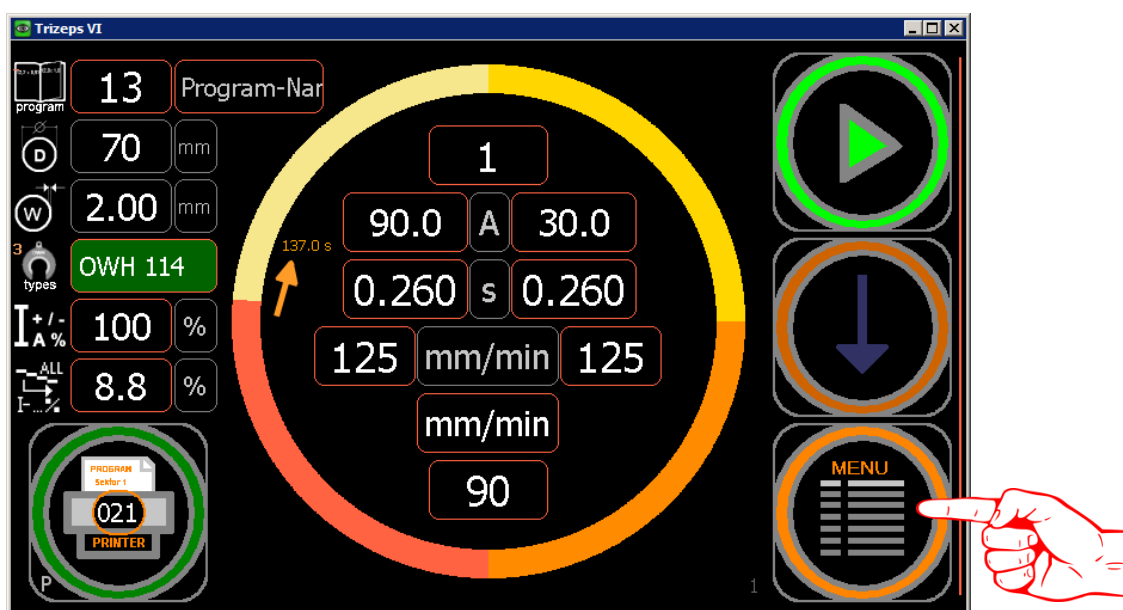 Trizeps VI
program
13
Program-Nar
D
70
mm
W
2.00
mm
3
types
OWH 114
I + / -
A %
100
%
ALL
I-...%
8.8
%
PROGRAM
Sektor 1
021
PRINTER
P
137.0 s
1
90.0 A 30.0
0.260 s 0.260
125 mm/min 125
mm/min
90
MENU
1